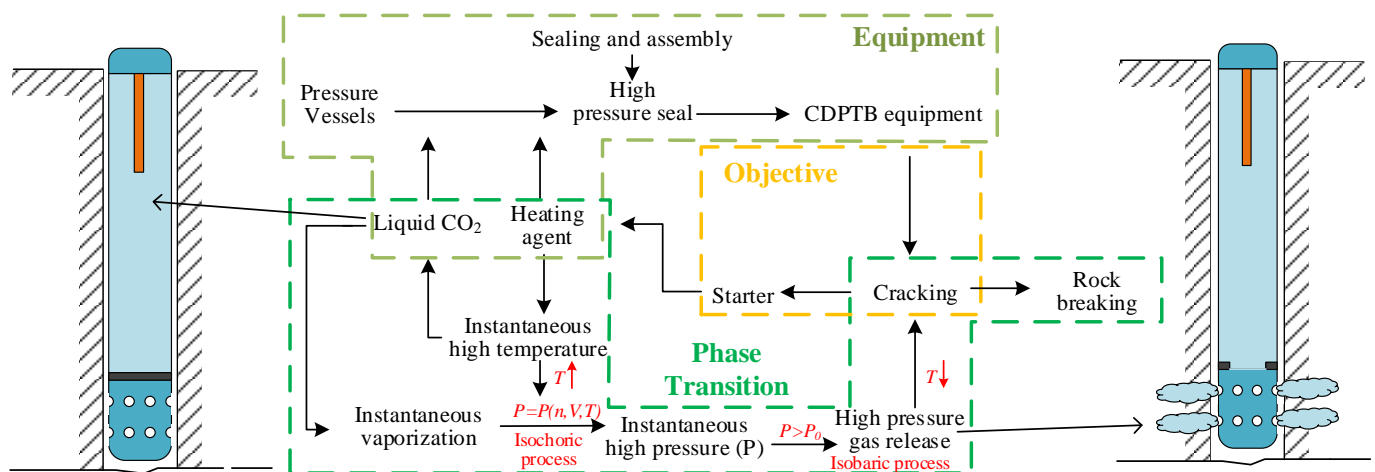 Sealing and assembly
Equipment
Pressure
Vessels
High
pressure seal
CDPTB equipment
Objective
Liquid CO₂
Heating
agent
Starter
Cracking
Rock
breaking
Instantaneous
high temperature
T
Phase
Transition
T
Instantaneous
vaporization
P=P(n,V,T)
Isochoric
process
Instantaneous
high pressure (P)
P>P₀
High pressure
gas release
Isobaric process